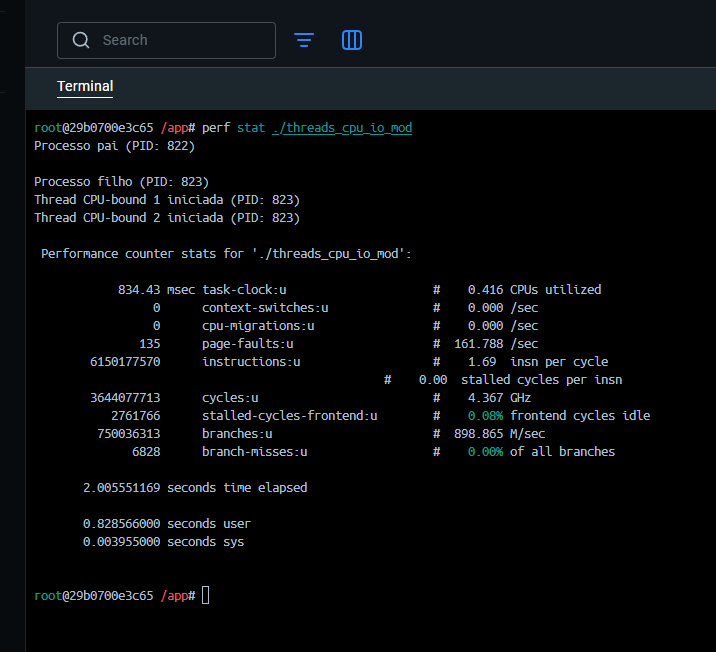 Search
Terminal
root@29b0700e3c65 /app# perf stat ./threads_cpu_io_mod
Processo pai (PID: 822)
Processo filho (PID: 823)
Thread CPU-bound 1 iniciada (PID: 823)
Thread CPU-bound 2 iniciada (PID: 823)
Performance counter stats for './threads_cpu_io_mod':
834.43 msec task-clock:u # 0.416 CPUs utilized
0 context-switches:u # 0.000 /sec
0 cpu-migrations:u # 0.000 /sec
135 page-faults:u # 161.788 /sec
6150177570 instructions:u # 1.69 insn per cycle
# 0.00 stalled cycles per insn
3644077713 cycles:u # 4.367 GHz
2761766 stalled-cycles-frontend:u # 0.08% frontend cycles idle
750036313 branches:u # 898.865 M/sec
6828 branch-misses:u # 0.00% of all branches
2.005551169 seconds time elapsed
0.828566000 seconds user
0.003955000 seconds sys
root@29b0700e3c65 /app#